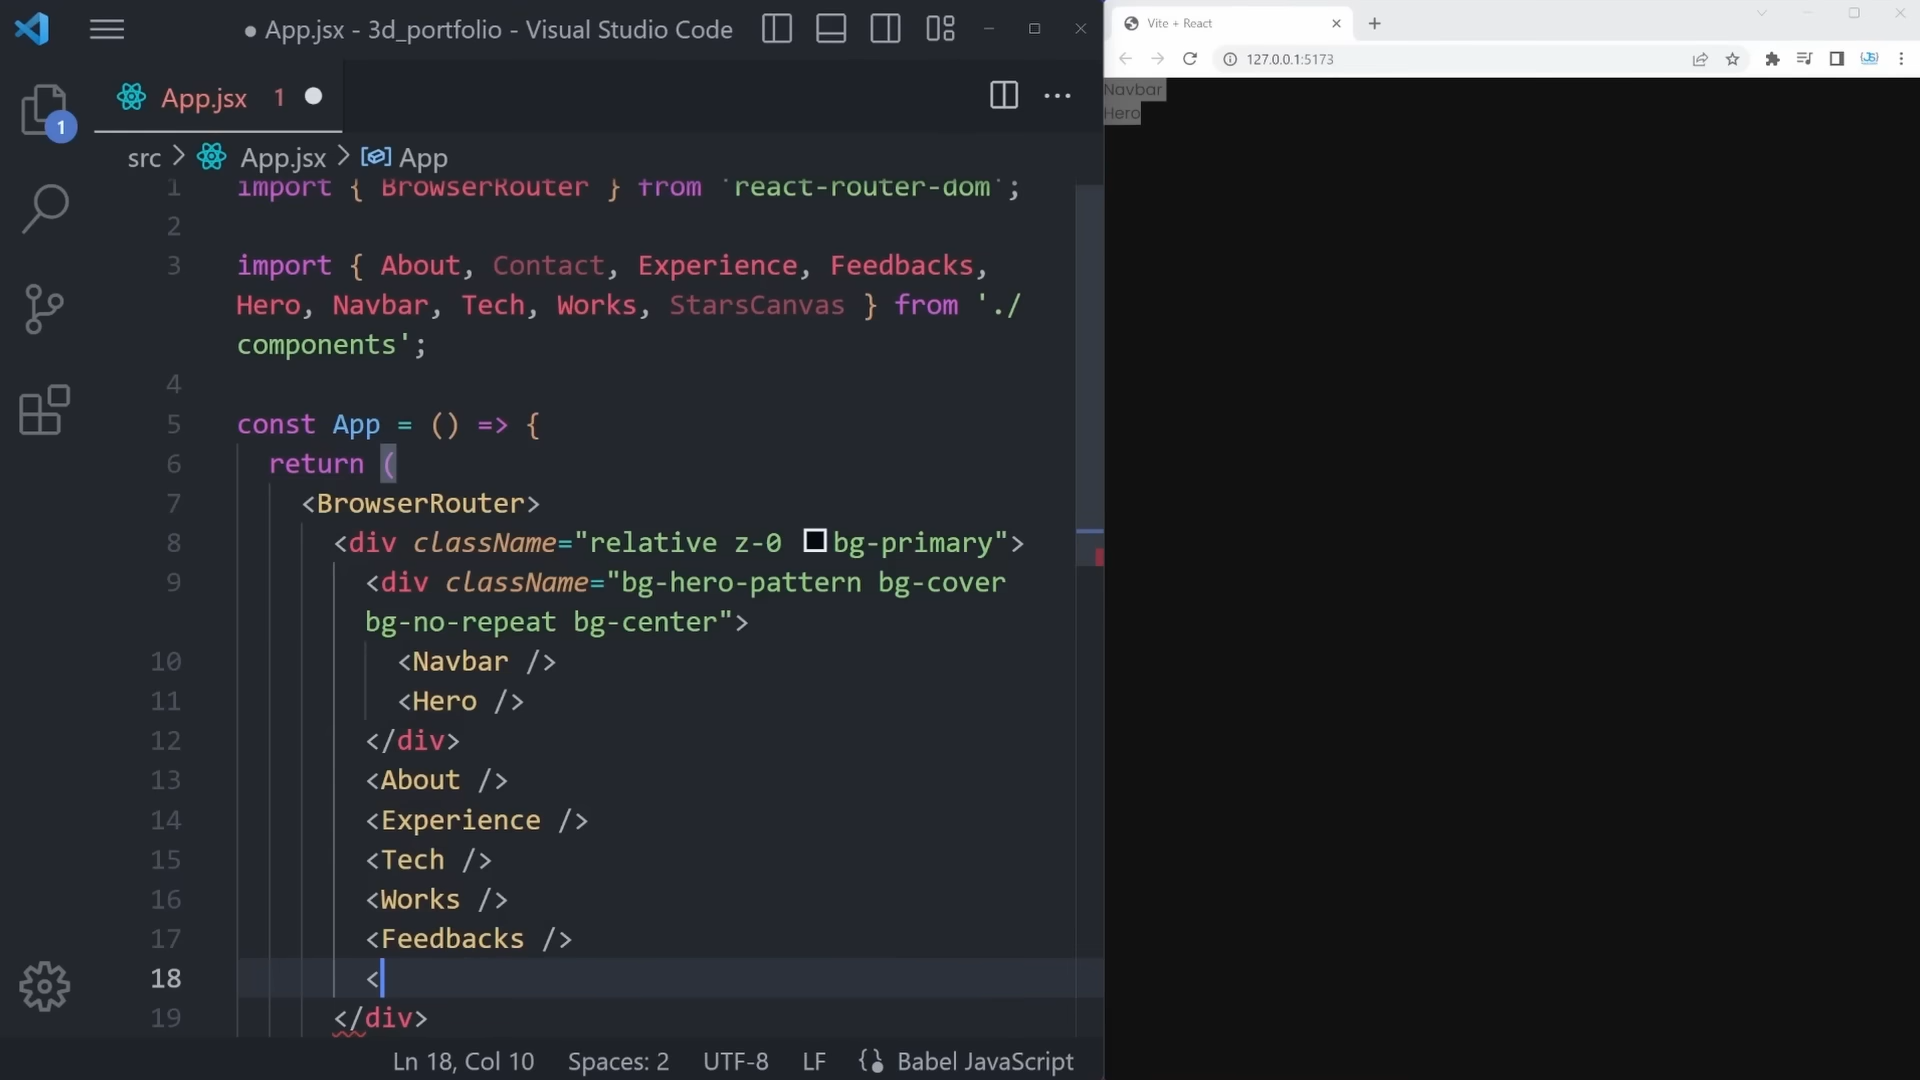 ● App.jsx - 3d_portfolio - Visual Studio Code
1
App.jsx 1
src > App.jsx > App
1 import { BrowserRouter } from 'react-router-dom';
2
3 import { About, Contact, Experience, Feedbacks,
Hero, Navbar, Tech, Works, StarsCanvas } from './
components';
4
5 const App = () => {
6 return (
7 <BrowserRouter>
8 <div className="relative z-0 bg-primary">
9 <div className="bg-hero-pattern bg-cover
bg-no-repeat bg-center">
10 <Navbar />
11 <Hero />
12 </div>
13 <About />
14 <Experience />
15 <Tech />
16 <Works />
17 <Feedbacks />
18 <
19 </div>
Ln 18, Col 10 Spaces: 2 UTF-8 LF Babel JavaScript
Vite + React
127.0.0.1:5173
JS
Navbar
Hero